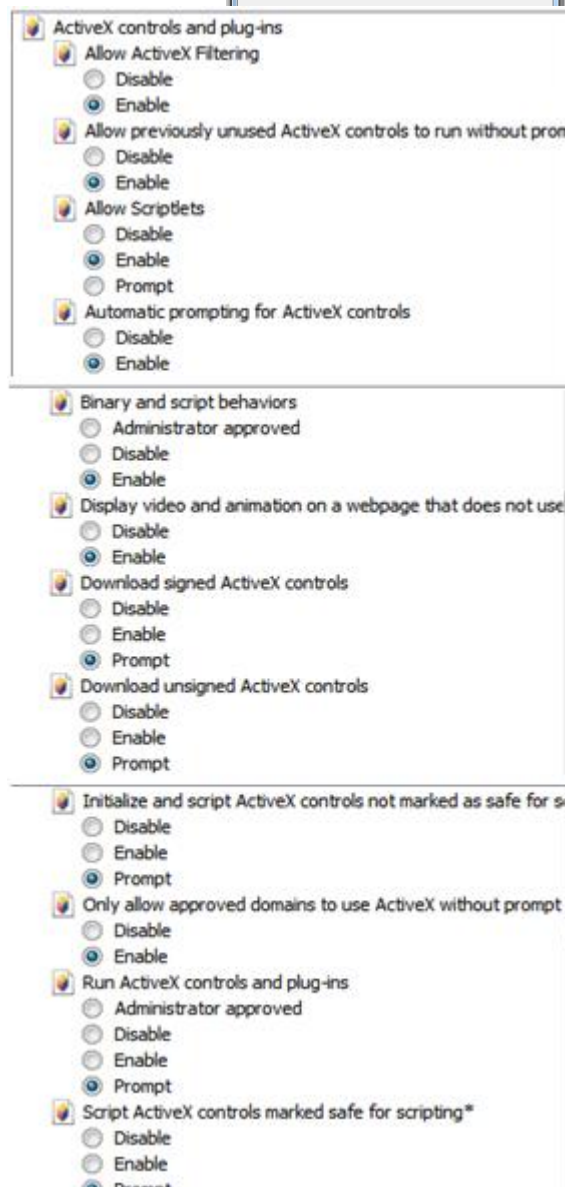 ActiveX controls and plug-ins
Allow ActiveX Filtering
Disable
Enable
Allow previously unused ActiveX controls to run without
Disable
Enable
Allow Scriptlets
Disable
Enable
Prompt
Automatic prompting for ActiveX controls
Disable
Enable
Binary and script behaviors
Administrator approved
Disable
Enable
Display video and animation on a webpage that does not use
Disable
Enable
Download signed ActiveX controls
Disable
Enable
Prompt
Download unsigned ActiveX controls
Disable
Enable
Prompt
Initialize and script ActiveX controls not marked as safe for
Disable
Enable
Prompt
Only allow approved domains to use ActiveX without prompt
Disable
Enable
Run ActiveX controls and plug-ins
Administrator approved
Disable
Enable
Prompt
Script ActiveX controls marked safe for scripting*
Disable
Enable
Prompt